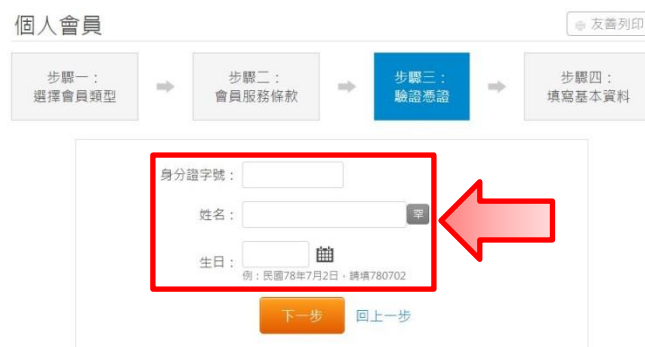 個人會員
友善列印
步驟一：
選擇會員類型
步驟二：
會員服務條款
步驟三：
驗證憑證
步驟四：
填寫基本資料
身分證字號：
姓名：
罕
生日：
例：民國78年7月2日，請填780702
下一步 回上一步